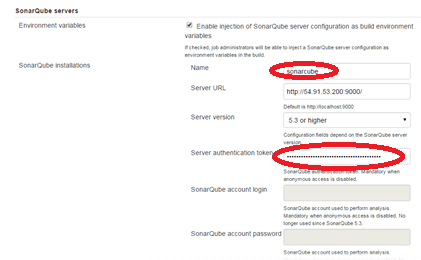 SonarQube servers
Environment variables
Enable injection of SonarQube server configuration as build environment
variables
If checked, job administrators will be able to inject a SonarQube server configuration as
environment variables in the build.
SonarQube installations
Name
sonarcube
Server URL
http://54.91.53.200:9000/
Default is http://localhost:9000
Server version
5.3 or higher
Configuration fields depend on the SonarQube server
version.
Server authentication token
SonarQube authentication token. Mandatory when
anonymous access is disabled.
SonarQube account login
SonarQube account used to perform analysis.
Mandatory when anonymous access is disabled. No
longer used since SonarQube 5.3.
SonarQube account password
SonarQube account used to perform analysis.